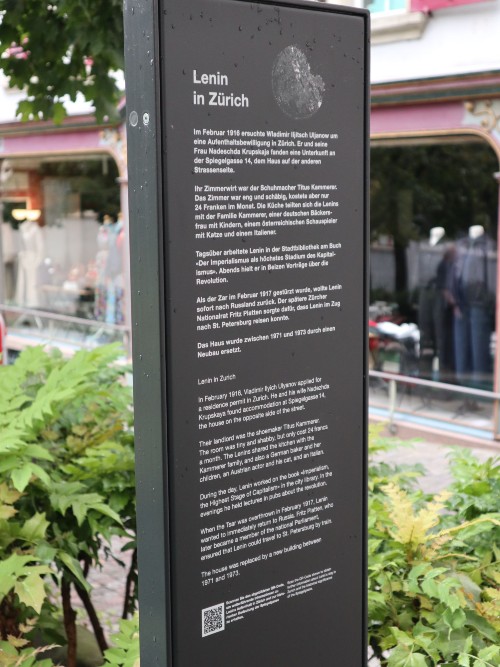 Lenin
in Zürich
Im Februar 1916 ersuchte Wladimir Iljitsch Uljanow um
eine Aufenthaltsbewilligung in Zürich. Er und seine
Frau Nadeschda Krupskaja fanden eine Unterkunft an
der Spiegelgasse 14, dem Haus auf der anderen
Strassenseite.
Ihr Zimmerwirt war der Schuhmacher Titus Kammerer.
Das Zimmer war eng und schäbig, kostete aber nur
24 Franken im Monat. Die Küche teilten sich die Lenins
mit der Familie Kammerer, einer deutschen Bäckers-
frau mit Kindern, einem österreichischen Schauspieler
mit Katze und einem Italiener.
Tagsüber arbeitete Lenin in der Stadtbibliothek am Buch
«Der Imperialismus als höchstes Stadium des Kapital-
ismus». Abends hielt er in Beizen Vorträge über die
Revolution.
Als der Zar im Februar 1917 gestürzt wurde, wollte Lenin
sofort nach Russland zurück. Der spätere Zürcher
Nationalrat Fritz Platten sorgte dafür, dass Lenin im Zug
nach St. Petersburg reisen konnte.
Das Haus wurde zwischen 1971 und 1973 durch einen
Neubau ersetzt.
Lenin in Zurich
In February 1916, Vladimir Ilyich Ulyanow applied for
a residence permit in Zurich. He and his wife Nadezhda
Krupskaya found accommodation at Spiegelgasse 14,
the house on the opposite side of the street.
Their landlord was the shoemaker Titus Kammerer.
The room was tiny and shabby, but only cost 24 francs
a month. The Lenins shared the kitchen with the
Kammerer family, and also a German baker and her
children, an Austrian actor and his cat, and an Italian.
During the day, Lenin worked on the book «Imperialism,
the Highest Stage of Capitalism» in the city library. In the
evenings he held lectures in pubs about the revolution.
When the Tsar was overthrown in February 1917, Lenin
wanted to immediately return to Russia. Fritz Platten, who
later became a member of the national Parliament,
ensured that Lenin could travel to St. Petersburg by train.
The house was replaced by a new building between
1971 and 1973.